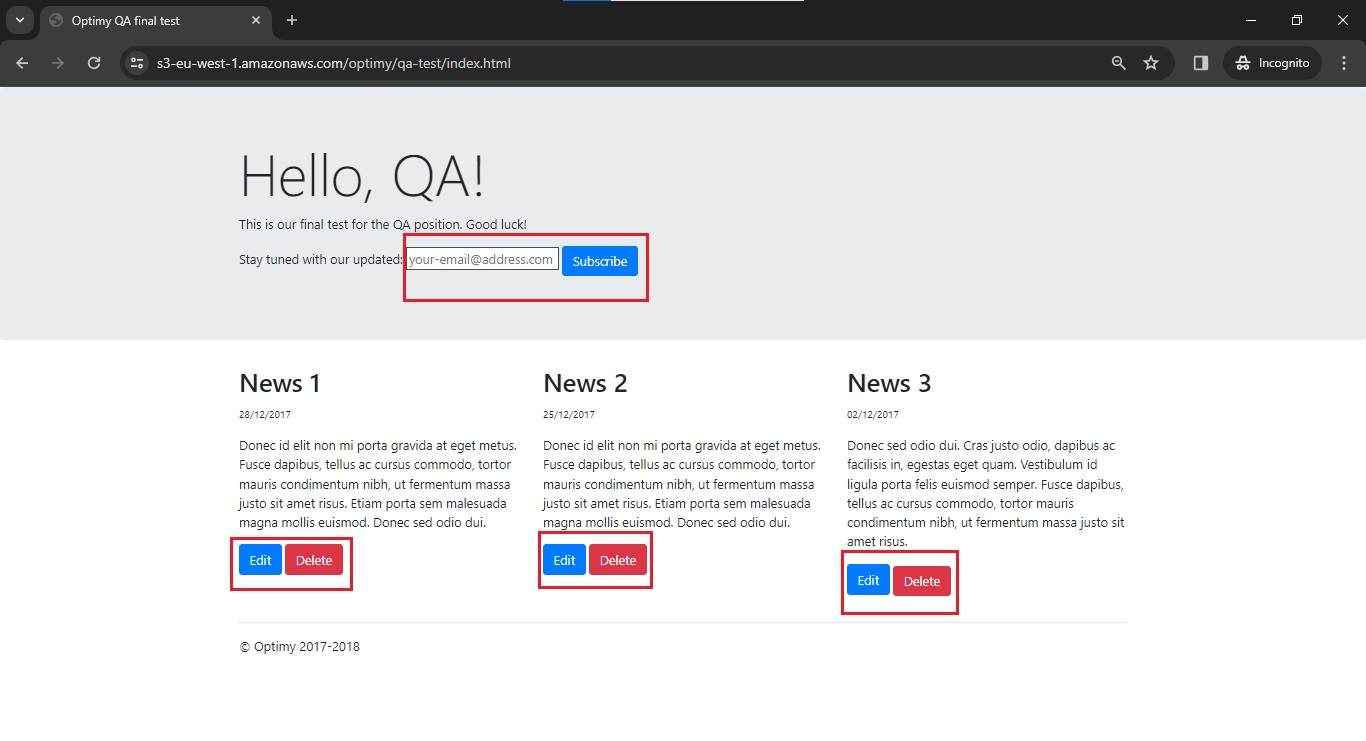 Optimy QA final test
s3-eu-west-1.amazonaws.com/optimy/qa-test/index.html
Incognito
Hello, QA!
This is our final test for the QA position. Good luck!
Stay tuned with our updated: your-email@address.com Subscribe
News 1
28/12/2017
Donec id elit non mi porta gravida at eget metus.
Fusce dapibus, tellus ac cursus commodo, tortor
mauris condimentum nibh, ut fermentum massa
justo sit amet risus. Etiam porta sem malesuada
magna mollis euismod. Donec sed odio dui.
Edit Delete
News 2
25/12/2017
Donec id elit non mi porta gravida at eget metus.
Fusce dapibus, tellus ac cursus commodo, tortor
mauris condimentum nibh, ut fermentum massa
justo sit amet risus. Etiam porta sem malesuada
magna mollis euismod. Donec sed odio dui.
Edit Delete
News 3
02/12/2017
Donec sed odio dui. Cras justo odio, dapibus ac
facilisis in, egestas eget quam. Vestibulum id
ligula porta felis euismod semper. Fusce dapibus,
tellus ac cursus commodo, tortor mauris
condimentum nibh, ut fermentum massa justo sit
amet risus.
Edit Delete
© Optimy 2017-2018